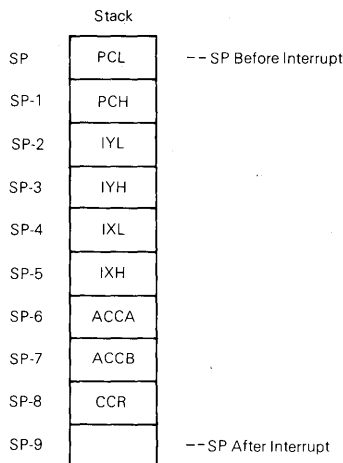 Stack
SP PCL -- SP Before Interrupt
SP-1 PCH
SP-2 IYL
SP-3 IYH
SP-4 IXL
SP-5 IXH
SP-6 ACCA
SP-7 ACCB
SP-8 CCR
SP-9 -- SP After Interrupt